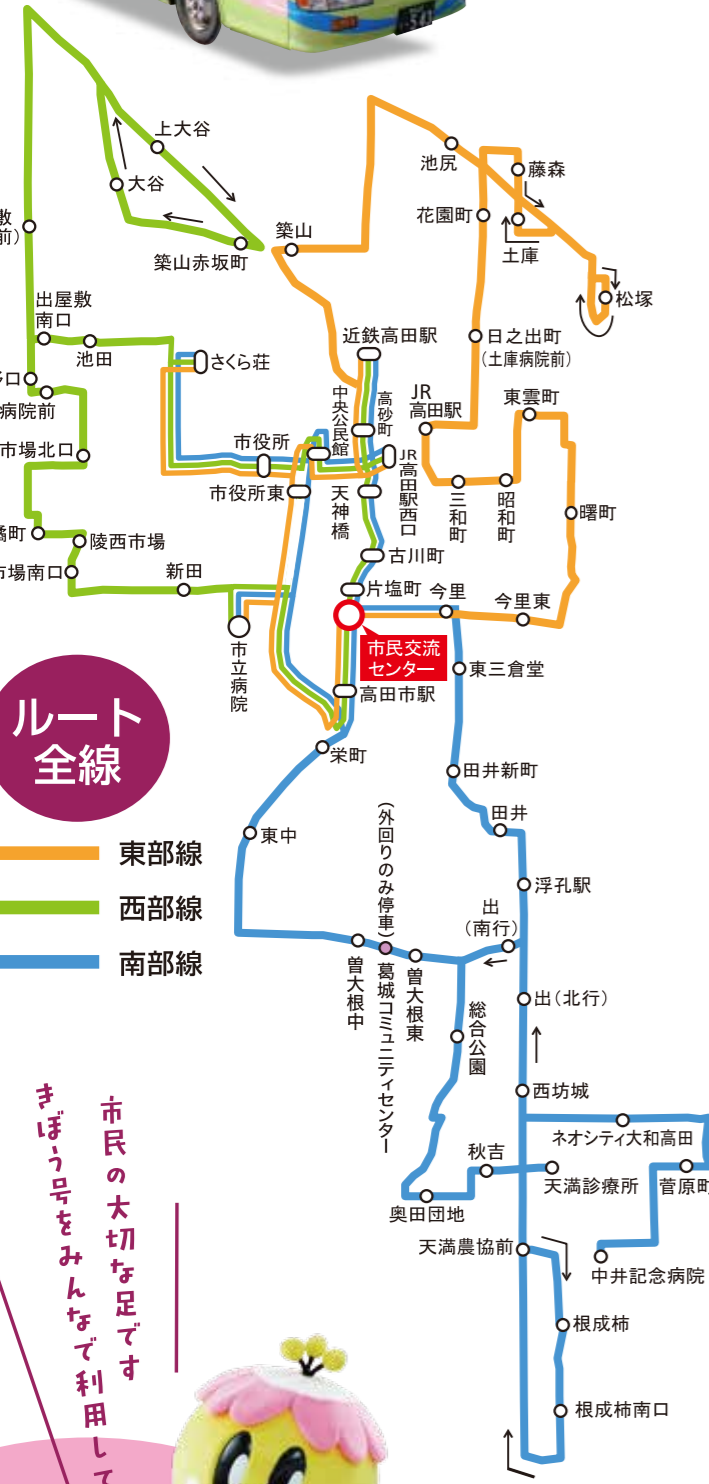 上大谷
大谷
築山赤坂町
築山
池尻
藤森
花園町
土庫
松塚
出屋敷
南口
池田
さくら荘
近鉄高田駅
日之出町
(土庫病院前)
中央公民館
高砂町
JR
高田駅
東雲町
病院前
市場北口
市役所
市役所東
天神橋
JR高田駅西口
三和町
昭和町
曙町
陵西市場
市場南口
新田
古川町
片塩町
今里
今里東
市立病院
市民交流
センター
東三倉堂
高田市駅
栄町
ルート
全線
田井新町
田井
東中
東部線
西部線
南部線
浮孔駅
出
(南行)
曽大根中
(外回りのみ停車)
葛城コミュニティセンター
曽大根東
総合公園
出(北行)
西坊城
ネオシティ大和高田
秋吉
天満診療所
菅原町
奥田団地
天満農協前
中井記念病院
根成柿
根成柿南口
市民の大切な足です
きぼう号をみんなで利用して